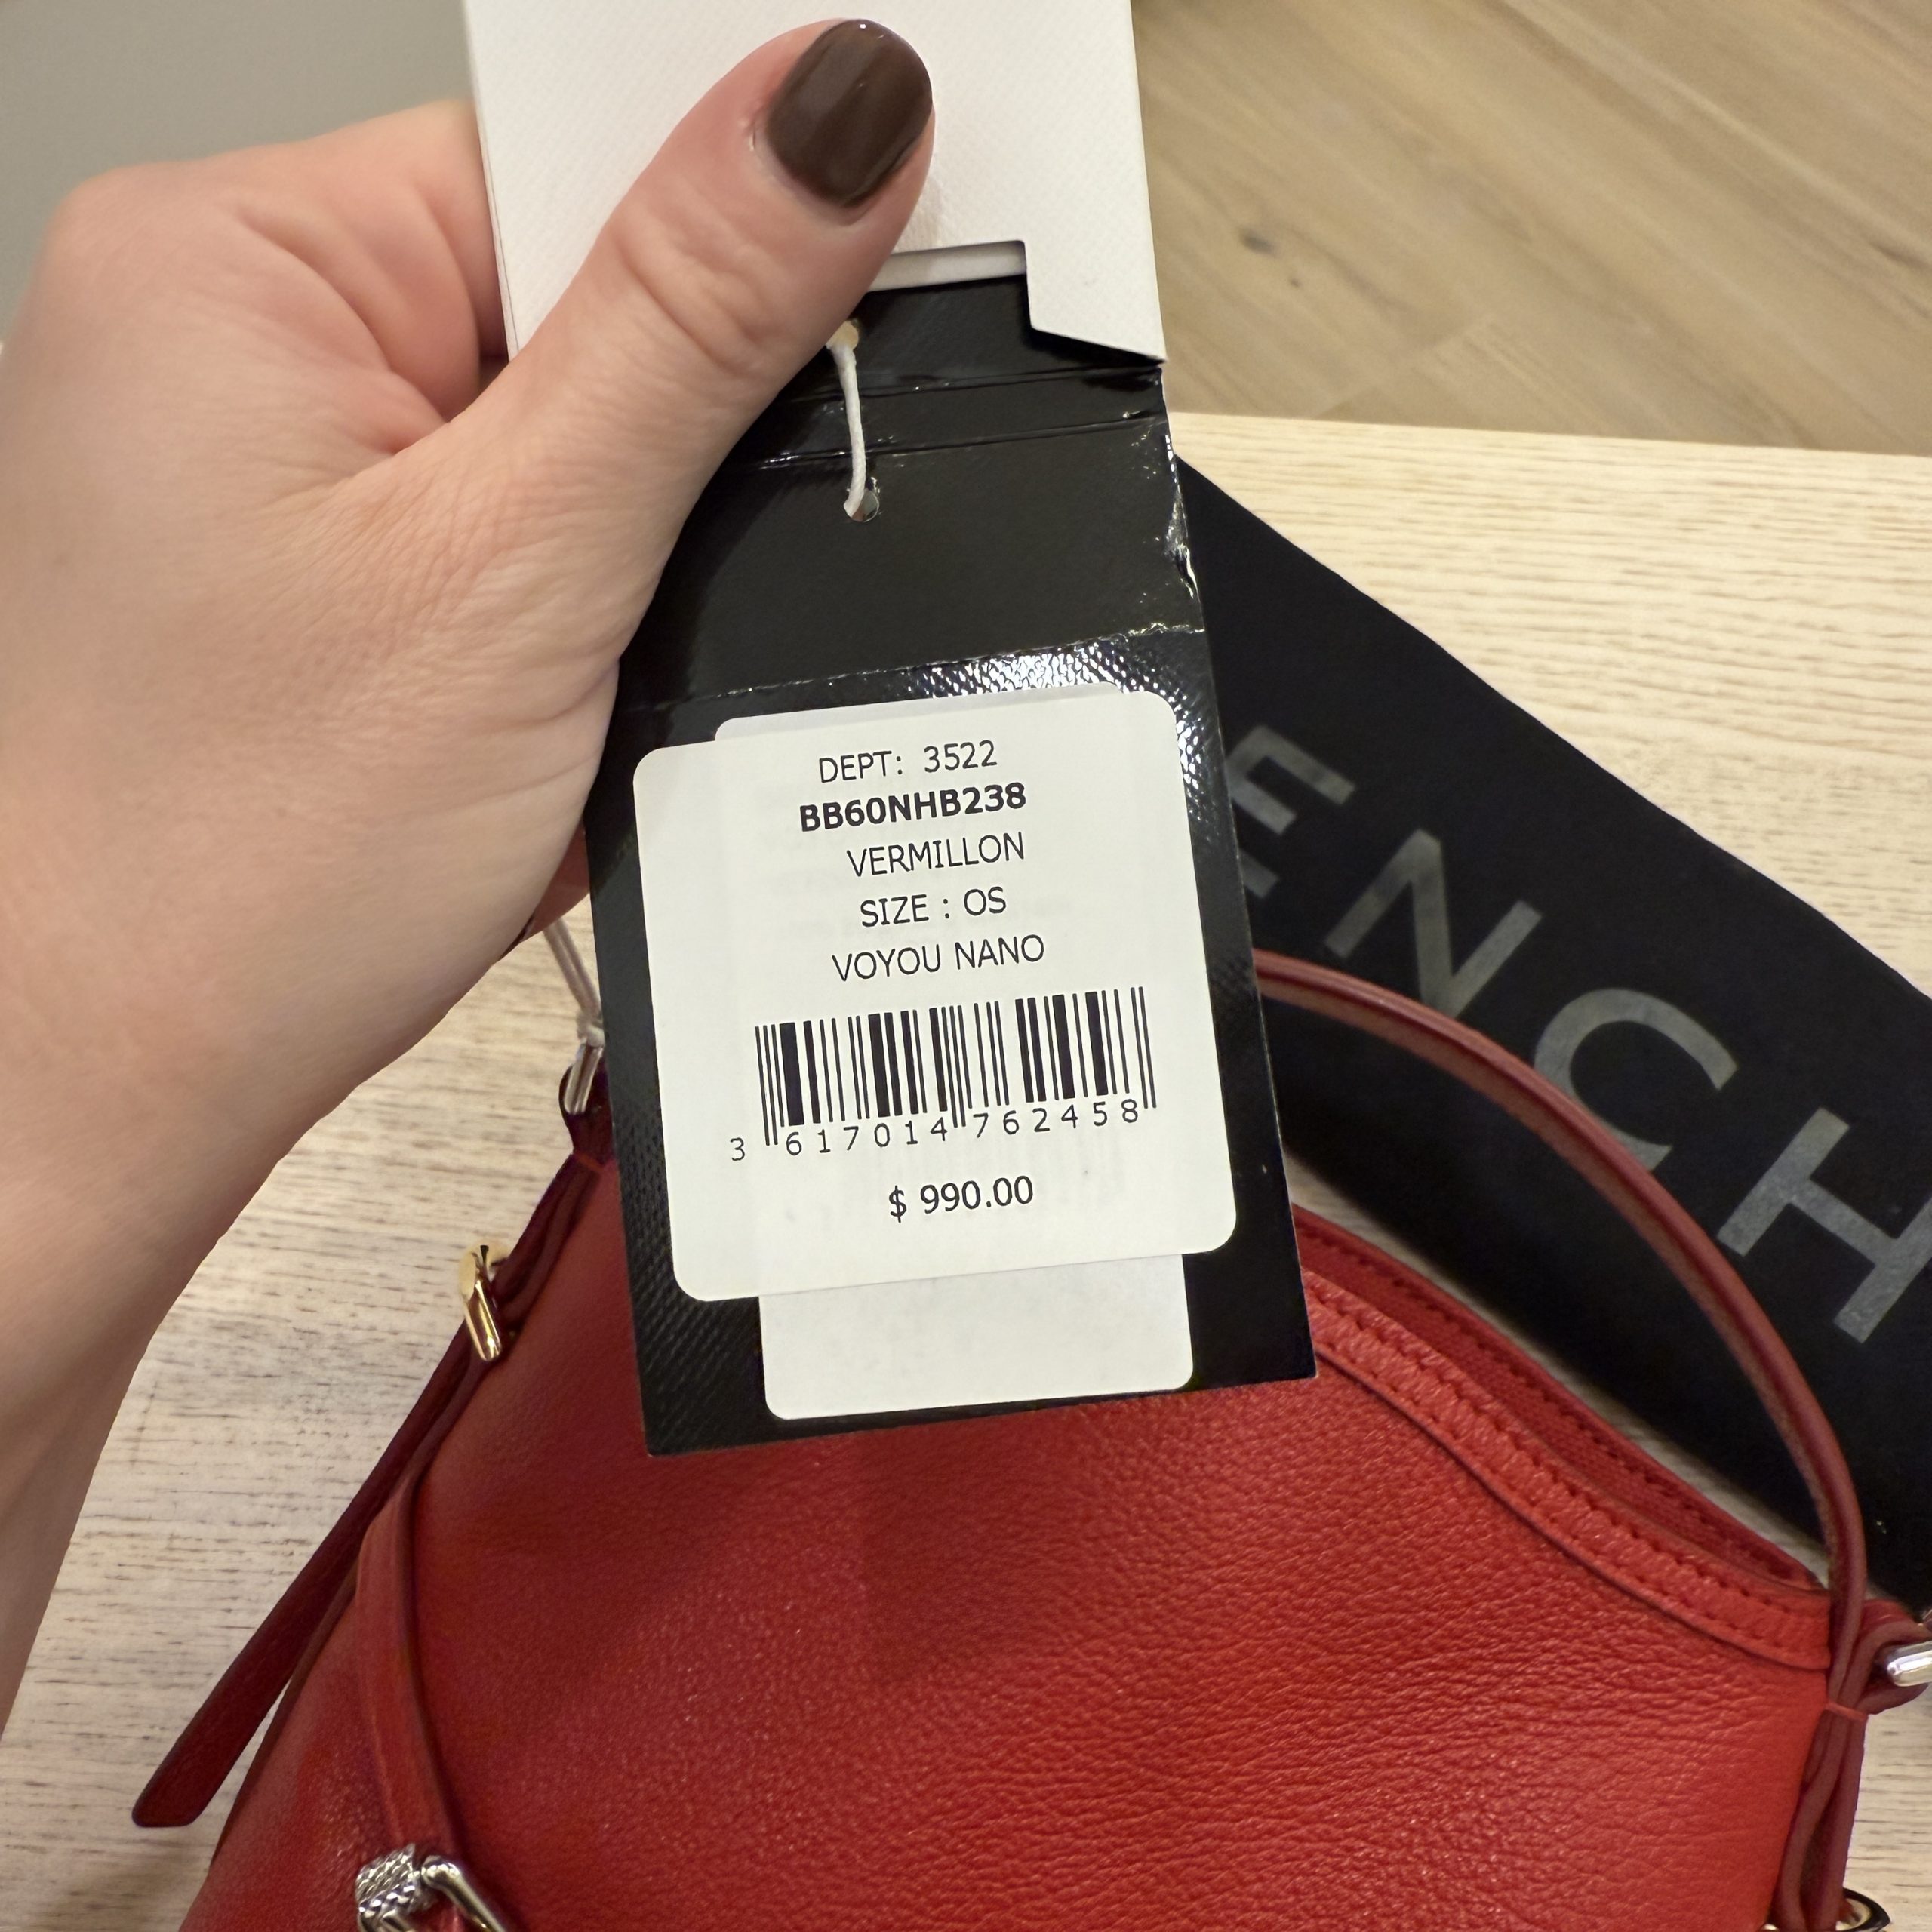 DEPT: 3522
BB60NHB238
VERMILLON
SIZE : OS
VOYOU NANO
3 617014 762458
$ 990.00
ENCH